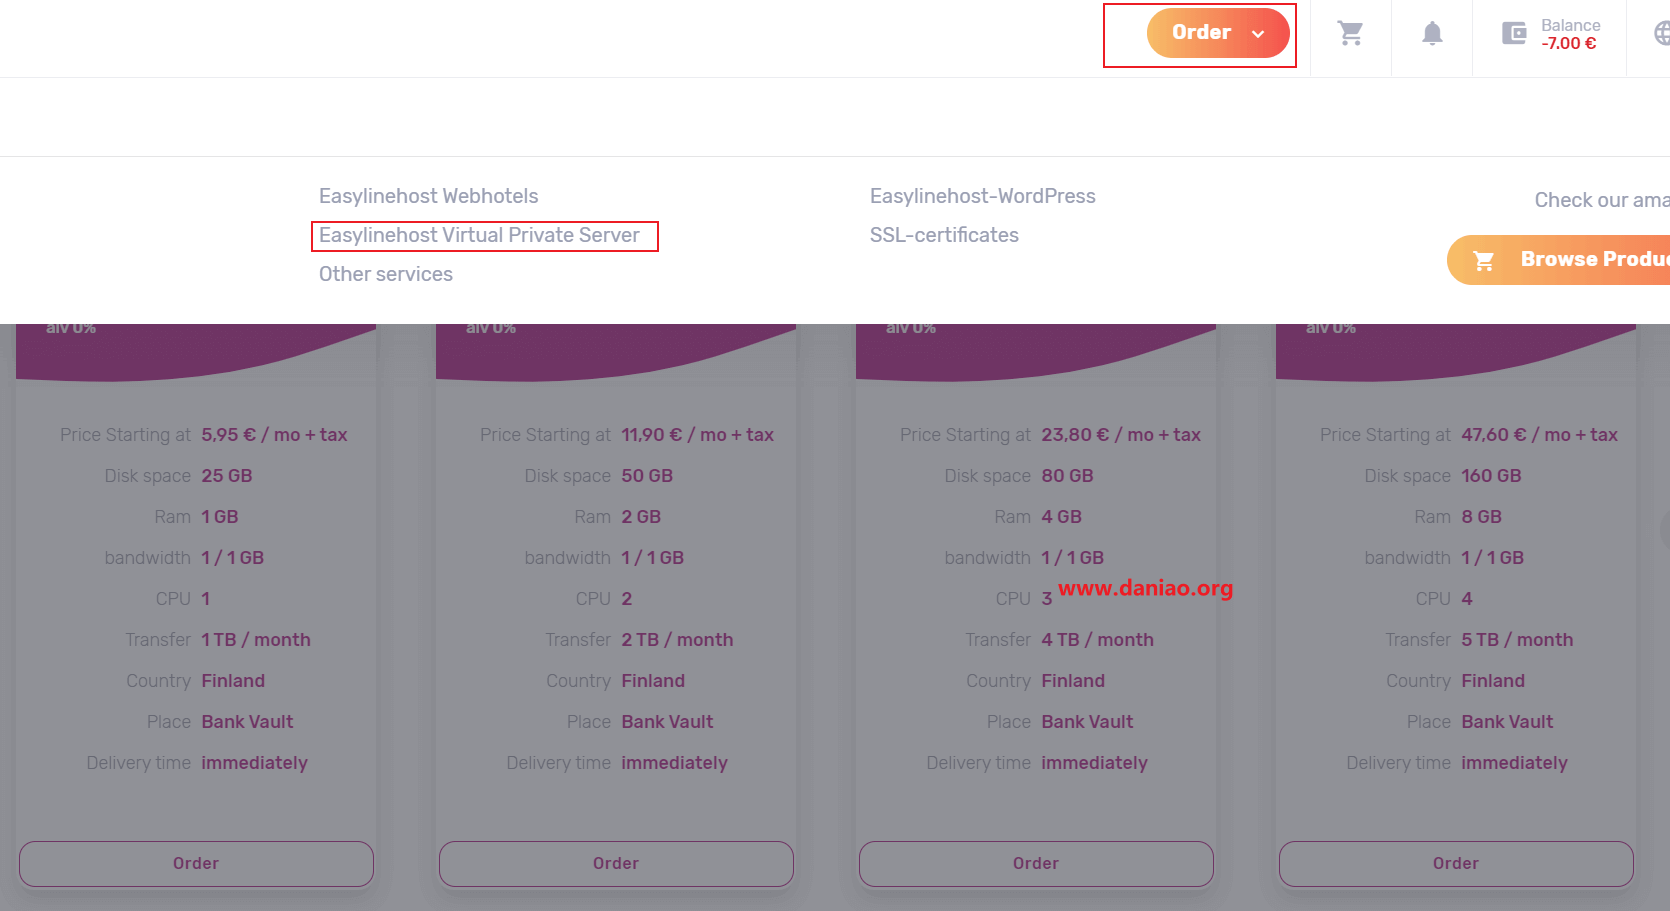 Order
Balance
-7.00 €
Easylinehost Webhotels
Easylinehost-WordPress
Check our
Easylinehost Virtual Private Server
SSL-certificates
Other services
Browse
alv 0%
alv 0%
alv 0%
alv 0%
Price Starting at 5,95 € / mo + tax
Disk space 25 GB
Ram 1 GB
bandwidth 1 / 1 GB
CPU 1
Transfer 1 TB / month
Country Finland
Place Bank Vault
Delivery time immediately
Order
Price Starting at 11,90 € / mo + tax
Disk space 50 GB
Ram 2 GB
bandwidth 1 / 1 GB
CPU 2
Transfer 2 TB / month
Country Finland
Place Bank Vault
Delivery time immediately
Order
Price Starting at 23,80 € / mo + tax
Disk space 80 GB
Ram 4 GB
bandwidth 1 / 1 GB
CPU 3
www.daniao.org
Transfer 4 TB / month
Country Finland
Place Bank Vault
Delivery time immediately
Order
Price Starting at 47,60 € / mo + tax
Disk space 160 GB
Ram 8 GB
bandwidth 1 / 1 GB
CPU 4
Transfer 5 TB / month
Country Finland
Place Bank Vault
Delivery time immediately
Order